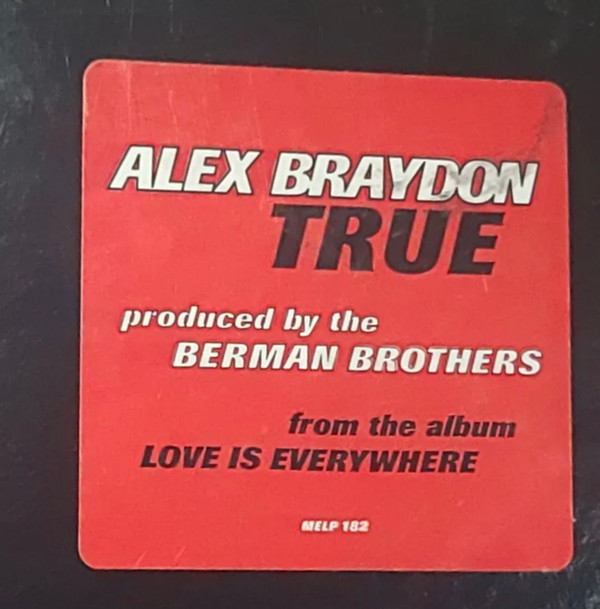 ALEX BRAYDON
TRUE
produced by the
BERMAN BROTHERS
from the album
LOVE IS EVERYWHERE
MELP 182